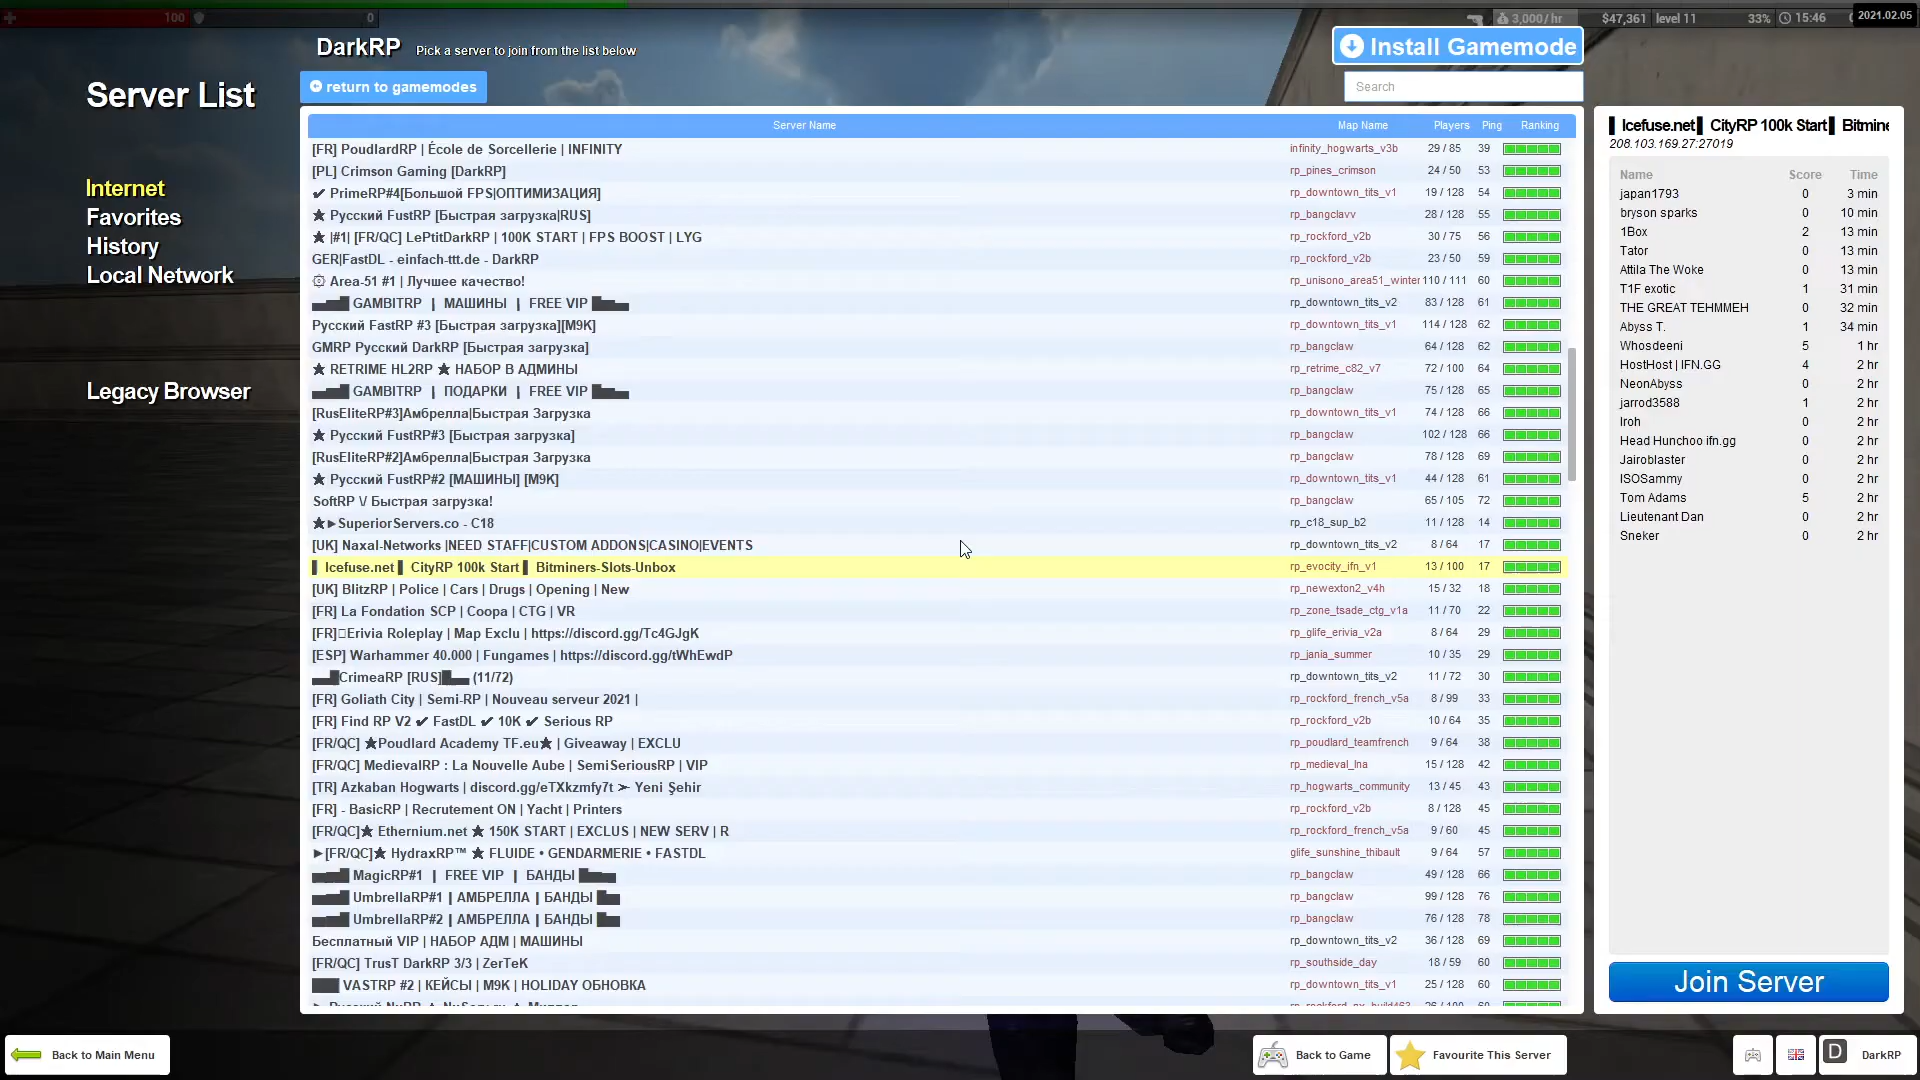 100
0
3,000/hr
$47,361
level 11
33%
15:46
2021.02.05
DarkRP
Pick a server to join from the list below
Install Gamemode
Server List
return to gamemodes
Search
Internet
Favorites
History
Local Network
Legacy Browser
Server Name Map Name Players Ping Ranking
[FR] PoudlardRP | École de Sorcellerie | INFINITY infinity_hogwarts_v3b 29 / 85 39
[PL] Crimson Gaming [DarkRP] rp_pines_crimson 24 / 50 53
✔ PrimeRP#4[Большой FPS|ОПТИМИЗАЦИЯ] rp_downtown_tits_v1 19 / 128 54
★ Русский FustRP [Быстрая загрузка|RUS] rp_bangclavv 28 / 128 55
★ |#1| [FR/QC] LePtitDarkRP | 100K START | FPS BOOST | LYG rp_rockford_v2b 30 / 75 56
GER|FastDL - einfach-ttt.de - DarkRP rp_rockford_v2b 23 / 50 59
Area-51 #1 | Лучшее качество! rp_unisono_area51_winter 110 / 111 60
▃▅▇█ GAMBITRP | МАШИНЫ | FREE VIP █▇▅▃ rp_downtown_tits_v2 83 / 128 61
Русский FastRP #3 [Быстрая загрузка][M9K] rp_downtown_tits_v1 114 / 128 62
GMRP Русский DarkRP [Быстрая загрузка] rp_bangclaw 64 / 128 62
★ RETRIME HL2RP ★ НАБОР В АДМИНЫ rp_retrime_c82_v7 72 / 100 64
▃▅▇█ GAMBITRP | ПОДАРКИ | FREE VIP █▇▅▃ rp_bangclaw 75 / 128 65
[RusEliteRP#3]Амбрелла|Быстрая Загрузка rp_downtown_tits_v1 74 / 128 66
★ Русский FustRP#3 [Быстрая загрузка] rp_bangclaw 102 / 128 66
[RusEliteRP#2]Амбрелла|Быстрая Загрузка rp_bangclaw 78 / 128 69
★ Русский FustRP#2 [МАШИНЫ] [M9K] rp_downtown_tits_v1 44 / 128 61
SoftRP \/ Быстрая загрузка! rp_bangclaw 65 / 105 72
★►SuperiorServers.co - C18 rp_c18_sup_b2 11 / 128 14
[UK] Naxal-Networks |NEED STAFF|CUSTOM ADDONS|CASINO|EVENTS rp_downtown_tits_v2 8 / 64 17
▌Icefuse.net▌CityRP 100k Start▌Bitminers-Slots-Unbox rp_evocity_ifn_v1 13 / 100 17
[UK] BlitzRP | Police | Cars | Drugs | Opening | New rp_newexton2_v4h 15 / 32 18
[FR] La Fondation SCP | Coopa | CTG | VR rp_zone_tsade_ctg_v1a 11 / 70 22
[FR]▯Erivia Roleplay | Map Exclu | https://discord.gg/Tc4GJgK rp_glife_erivia_v2a 8 / 64 29
[ESP] Warhammer 40.000 | Fungames | https://discord.gg/tWhEwdP rp_jania_summer 10 / 35 29
▃▅█CrimeaRP [RUS]█▅▃ (11/72) rp_downtown_tits_v2 11 / 72 30
[FR] Goliath City | Semi-RP | Nouveau serveur 2021 | rp_rockford_french_v5a 8 / 99 33
[FR] Find RP V2 ✔ FastDL ✔ 10K ✔ Serious RP rp_rockford_v2b 10 / 64 35
[FR/QC] ★Poudlard Academy TF.eu★ | Giveaway | EXCLU rp_poudlard_teamfrench 9 / 64 38
[FR/QC] MedievalRP : La Nouvelle Aube | SemiSeriousRP | VIP rp_medieval_lna 15 / 128 42
[TR] Azkaban Hogwarts | discord.gg/eTXkzmfy7t ➣ Yeni Şehir rp_hogwarts_community 13 / 45 43
[FR] - BasicRP | Recrutement ON | Yacht | Printers rp_rockford_v2b 8 / 128 45
[FR/QC]★ Ethernium.net ★ 150K START | EXCLUS | NEW SERV | R rp_rockford_french_v5a 9 / 60 45
►[FR/QC]★ HydraxRP™ ★ FLUIDE • GENDARMERIE • FASTDL glife_sunshine_thibault 9 / 64 57
▃▅▇█ MagicRP#1 | FREE VIP | БАНДЫ █▇▅▃ rp_bangclaw 49 / 128 66
▃▅▇█ UmbrellaRP#1 | АМБРЕЛЛА | БАНДЫ █▇▅ rp_bangclaw 99 / 128 76
▃▅▇█ UmbrellaRP#2 | АМБРЕЛЛА | БАНДЫ █▇▅ rp_bangclaw 76 / 128 78
Бесплатный VIP | НАБОР АДМ | МАШИНЫ rp_downtown_tits_v2 36 / 128 69
[FR/QC] TrusT DarkRP 3/3 | ZerTeK rp_southside_day 18 / 59 60
███ VASTRP #2 | КЕЙСЫ | M9K | HOLIDAY ОБНОВКА rp_downtown_tits_v1 25 / 128 60
▌Icefuse.net▌CityRP 100k Start▌Bitmine
208.103.169.27:27019
Name Score Time
japan1793 0 3 min
bryson sparks 0 10 min
1Box 2 13 min
Tator 0 13 min
Attila The Woke 0 13 min
T1F exotic 1 31 min
THE GREAT TEHMMEH 0 32 min
Abyss T. 1 34 min
Whosdeeni 5 1 hr
HostHost | IFN.GG 4 2 hr
NeonAbyss 0 2 hr
jarrod3588 1 2 hr
Iroh 0 2 hr
Head Hunchoo ifn.gg 0 2 hr
Jairoblaster 0 2 hr
ISOSammy 0 2 hr
Tom Adams 5 2 hr
Lieutenant Dan 0 2 hr
Sneker 0 2 hr
Join Server
Back to Main Menu
Back to Game
Favourite This Server
D DarkRP